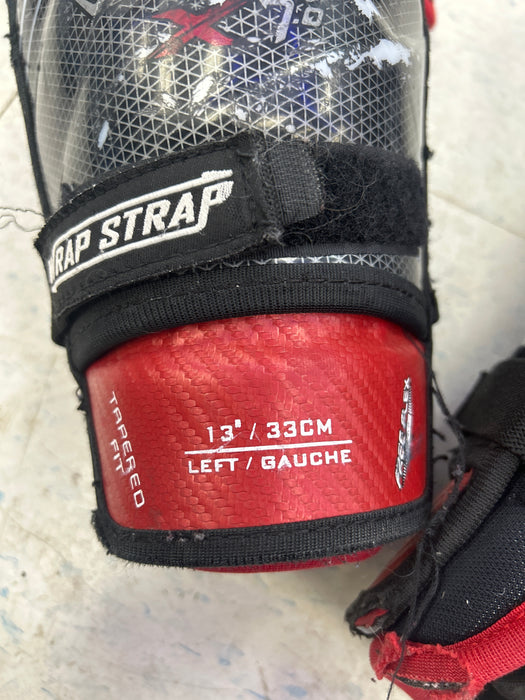 X
WRAP STRAP
TAPERED
FIT
13" / 33CM
LEFT / GAUCHE